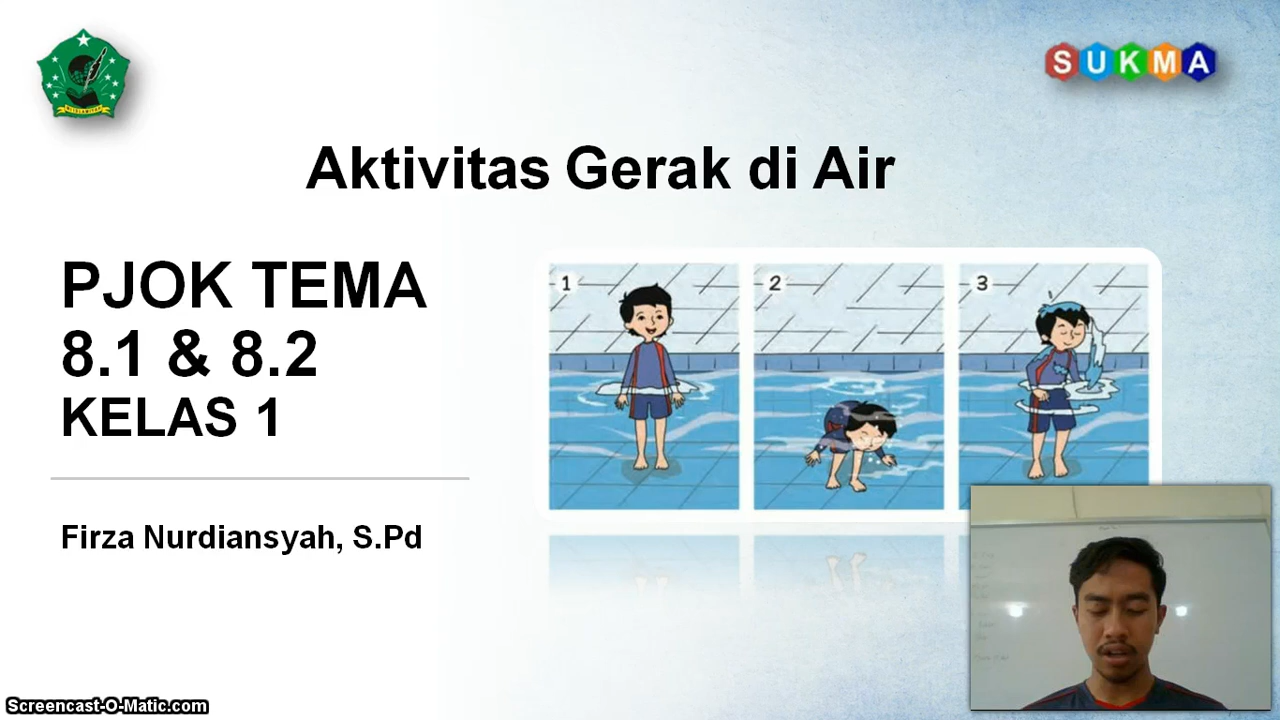 SUKMA
Aktivitas Gerak di Air
PJOK TEMA
8.1 & 8.2
KELAS 1
Firza Nurdiansyah, S.Pd
1
2
3
Screencast-O-Matic.com